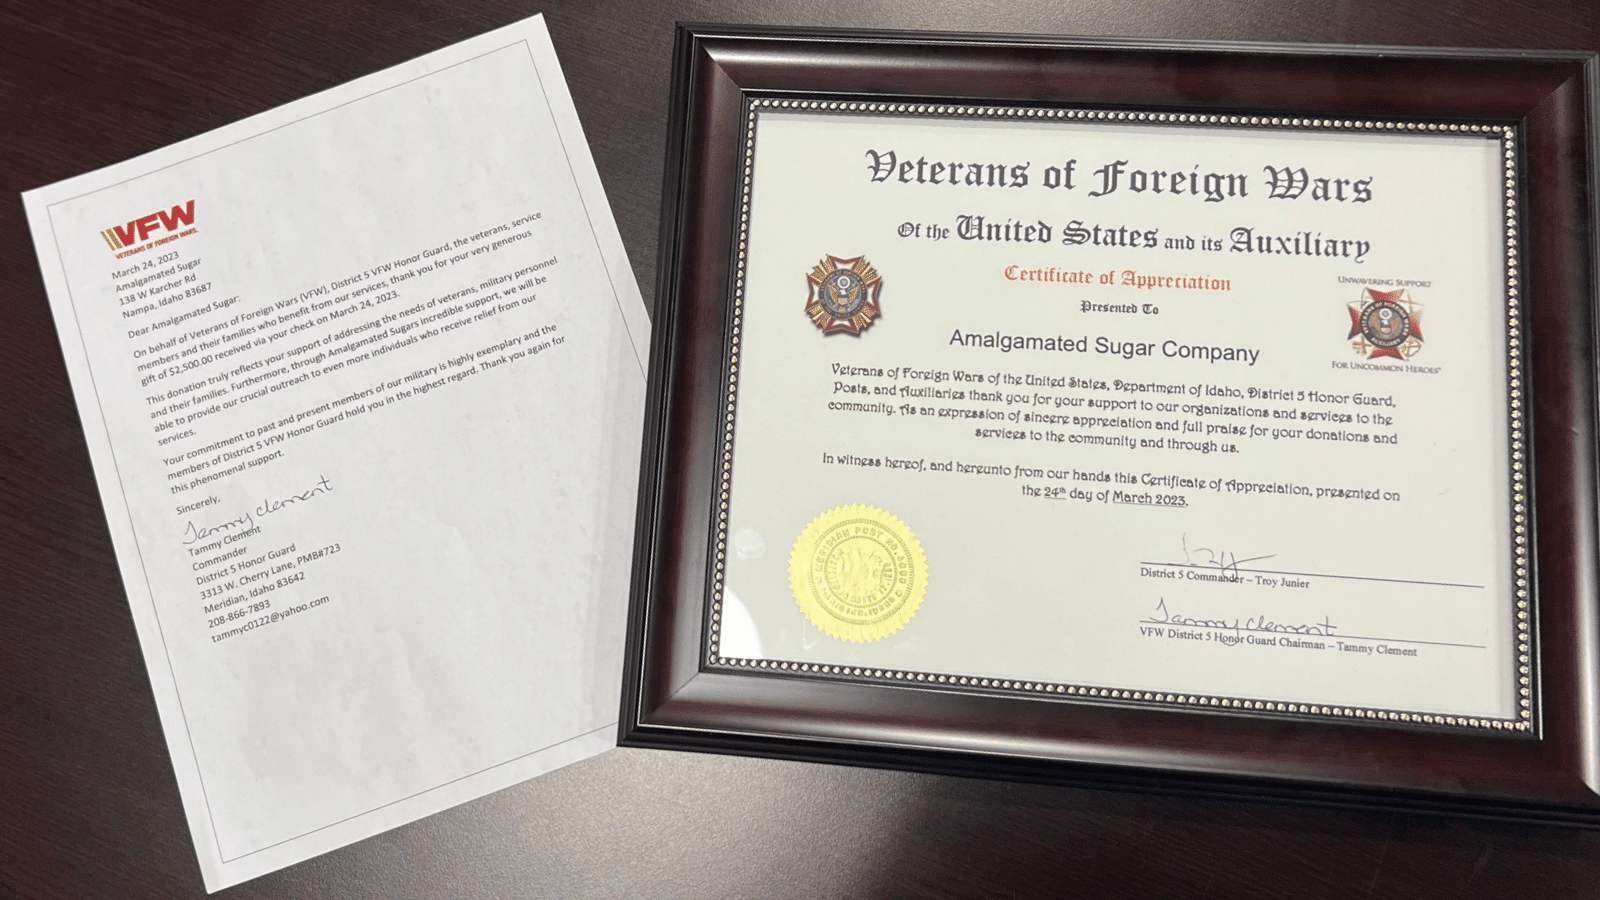 VFW
VETERANS OF FOREIGN WARS.
March 24, 2023
Amalgamated Sugar
138 W Karcher Rd
Nampa, Idaho 83687
Dear Amalgamated Sugar:
On behalf of Veterans of Foreign Wars (VFW), District 5 VFW Honor Guard, the veterans, service
members and their families who benefit from our services, thank you for your very generous
gift of $2,500.00 received via your check on March 24, 2023.
This donation truly reflects your support of addressing the needs of veterans, military personnel
and their families. Furthermore, through Amalgamated Sugars incredible support, we will be
able to provide our crucial outreach to even more individuals who receive relief from our
services.
Your commitment to past and present members of our military is highly exemplary and the
members of District 5 VFW Honor Guard hold you in the highest regard. Thank you again for
this phenomenal support.
Sincerely,
Tammy Clement
Tammy Clement
Commander
District 5 Honor Guard
3313 W. Cherry Lane, PMB#723
Meridian, Idaho 83642
208-866-7893
tammyc0122@yahoo.com
Veterans of Foreign Wars
Of the United States and its Auxiliary
Certificate of Appreciation
Presented To
Amalgamated Sugar Company
UNWAVERING SUPPORT
FOR UNCOMMON HEROES
Veterans of Foreign Wars of the United States, Department of Idaho, District 5 Honor Guard,
Posts, and Auxiliaries thank you for your support to our organizations and services to the
community. As an expression of sincere appreciation and full praise for your donations and
services to the community and through us.
In witness hereof, and hereunto from our hands this Certificate of Appreciation, presented on
the 24th day of March 2023.
MERIDIAN POST NO.
District 5 Commander – Troy Junier
Tammy Clement
VFW District 5 Honor Guard Chairman – Tammy Clement